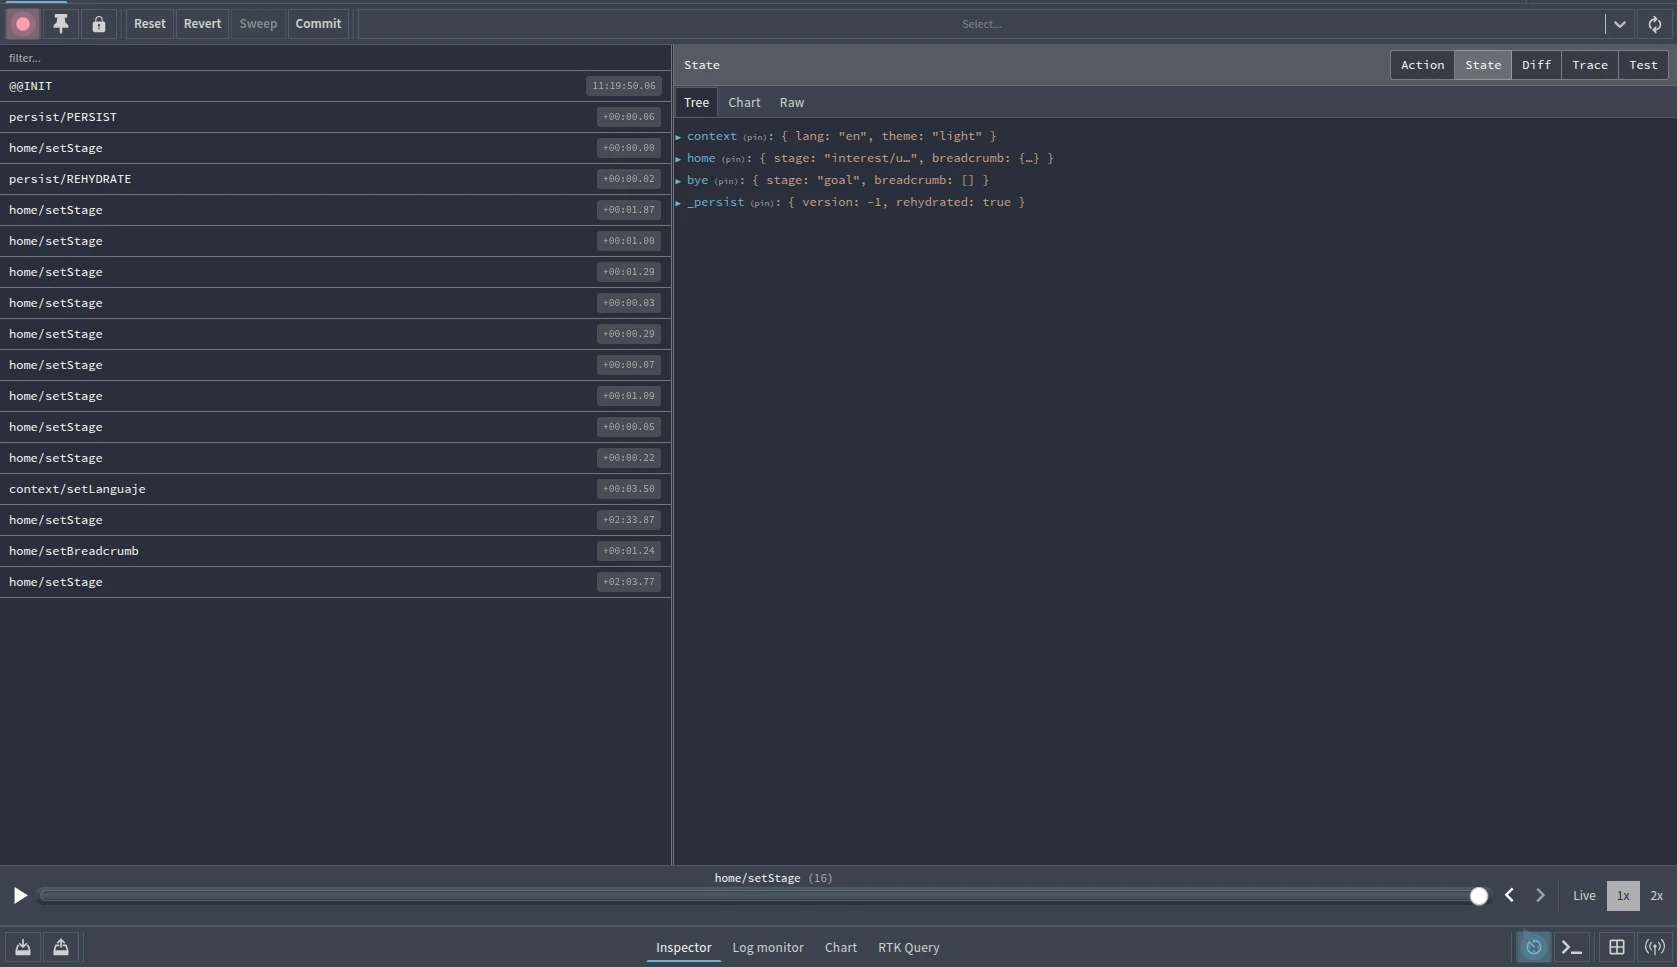 Reset Revert Sweep Commit Select...
filter...
@@INIT 11:19:50.06
persist/PERSIST +00:00.06
home/setStage +00:00.00
persist/REHYDRATE +00:00.02
home/setStage +00:01.87
home/setStage +00:01.00
home/setStage +00:01.29
home/setStage +00:00.03
home/setStage +00:00.29
home/setStage +00:00.07
home/setStage +00:01.09
home/setStage +00:00.05
home/setStage +00:00.22
context/setLanguaje +00:03.50
home/setStage +02:33.87
home/setBreadcrumb +00:01.24
home/setStage +02:03.77
State Action State Diff Trace Test
Tree Chart Raw
context (pin): { lang: "en", theme: "light" }
home (pin): { stage: "interest/u…", breadcrumb: {…} }
bye (pin): { stage: "goal", breadcrumb: [] }
_persist (pin): { version: -1, rehydrated: true }
home/setStage (16)
Live 1x 2x
Inspector Log monitor Chart RTK Query